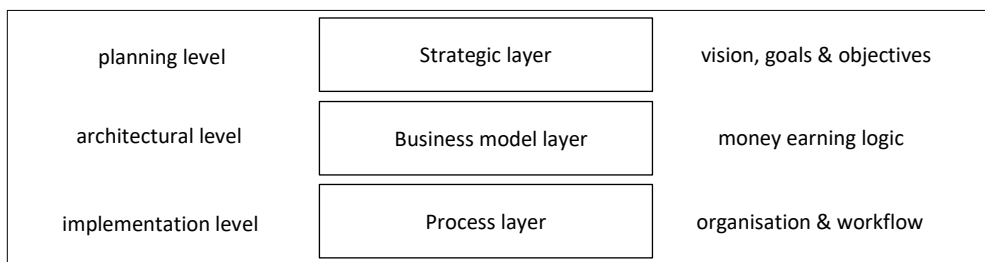 planning level Strategic layer vision, goals & objectives
architectural level Business model layer money earning logic
implementation level Process layer organisation & workflow